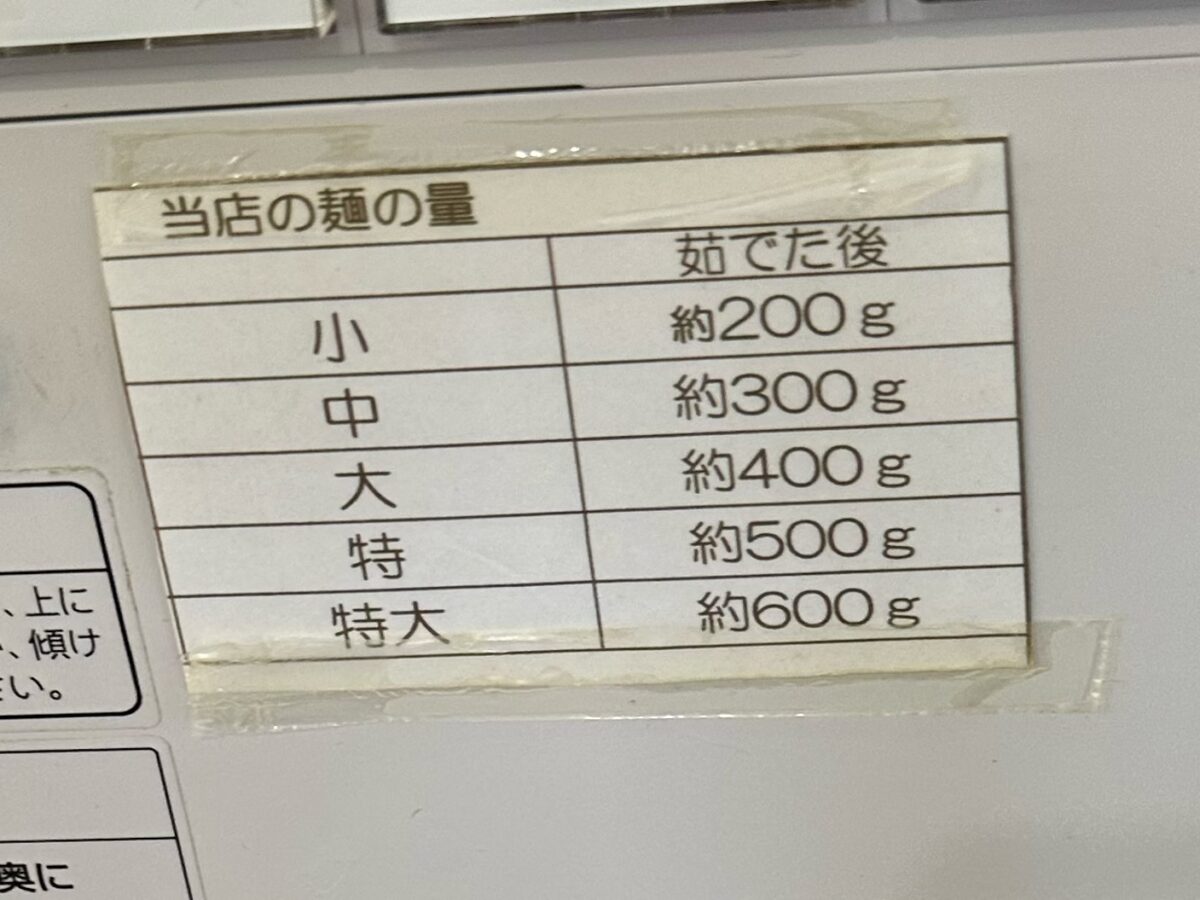 当店の麺の量
茹でた後
小 約200g
中 約300g
大 約400g
特 約500g
特大 約600g
、上に
、傾け
さい。
奥に